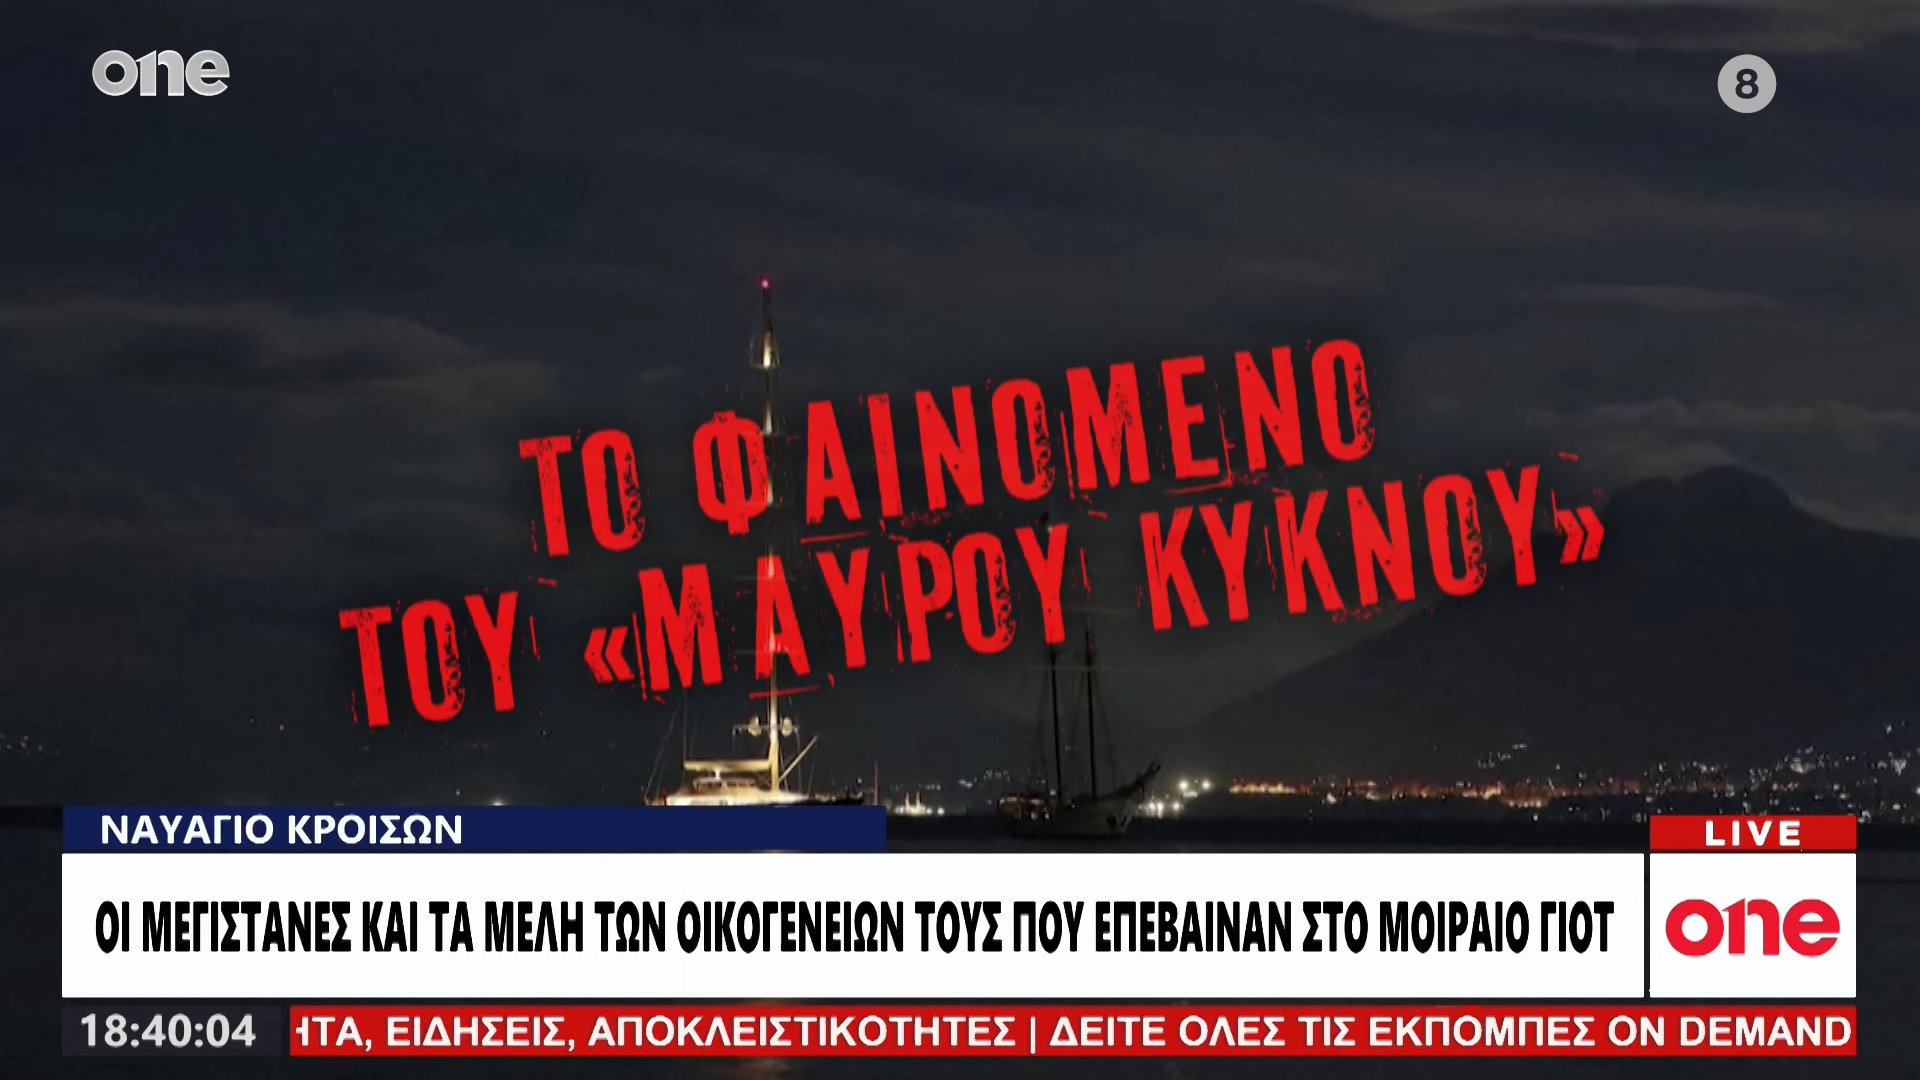 one
8
ΤΟ ΦΑΙΝΟΜΕΝΟ
ΤΟΥ «ΜΑΥΡΟΥ ΚΥΚΝΟΥ»
ΝΑΥΑΓΙΟ ΚΡΟΙΣΩΝ
LIVE
ΟΙ ΜΕΓΙΣΤΑΝΕΣ ΚΑΙ ΤΑ ΜΕΛΗ ΤΩΝ ΟΙΚΟΓΕΝΕΙΩΝ ΤΟΥΣ ΠΟΥ ΕΠΕΒΑΙΝΑΝ ΣΤΟ ΜΟΙΡΑΙΟ ΓΙΟΤ
one
18:40:04
ΗΤΑ, ΕΙΔΗΣΕΙΣ, ΑΠΟΚΛΕΙΣΤΙΚΟΤΗΤΕΣ | ΔΕΙΤΕ ΟΛΕΣ ΤΙΣ ΕΚΠΟΜΠΕΣ ON DEMAND